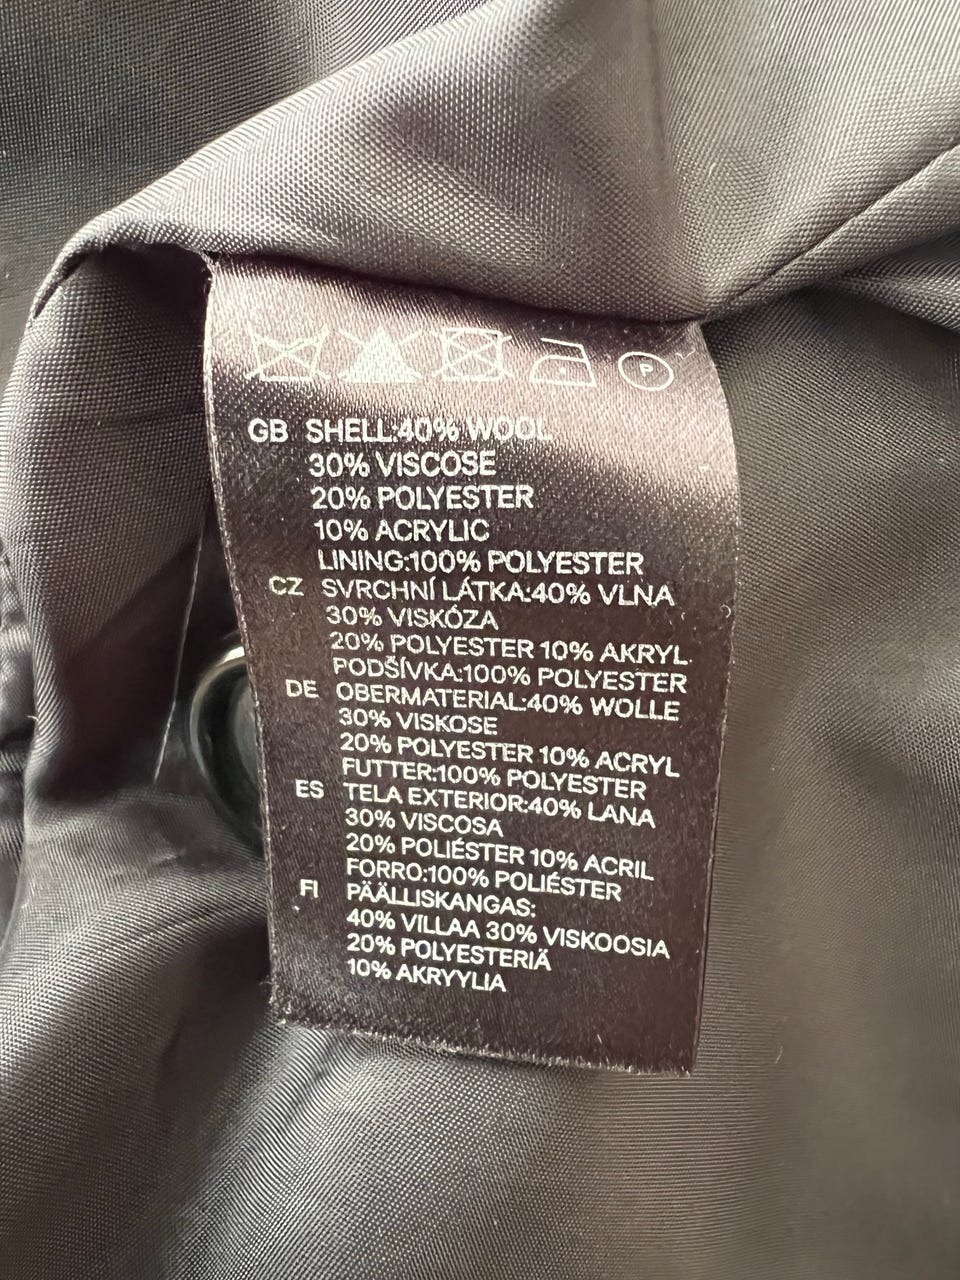 P
GB SHELL:40% WOOL
30% VISCOSE
20% POLYESTER
10% ACRYLIC
LINING:100% POLYESTER
CZ SVRCHNÍ LÁTKA:40% VLNA
30% VISKÓZA
20% POLYESTER 10% AKRYL
PODŠÍVKA:100% POLYESTER
DE OBERMATERIAL:40% WOLLE
30% VISKOSE
20% POLYESTER 10% ACRYL
FUTTER:100% POLYESTER
ES TELA EXTERIOR:40% LANA
30% VISCOSA
20% POLIÉSTER 10% ACRIL
FORRO:100% POLIÉSTER
FI PÄÄLLISKANGAS:
40% VILLAA 30% VISKOOSIA
20% POLYESTERIÄ
10% AKRYYLIA